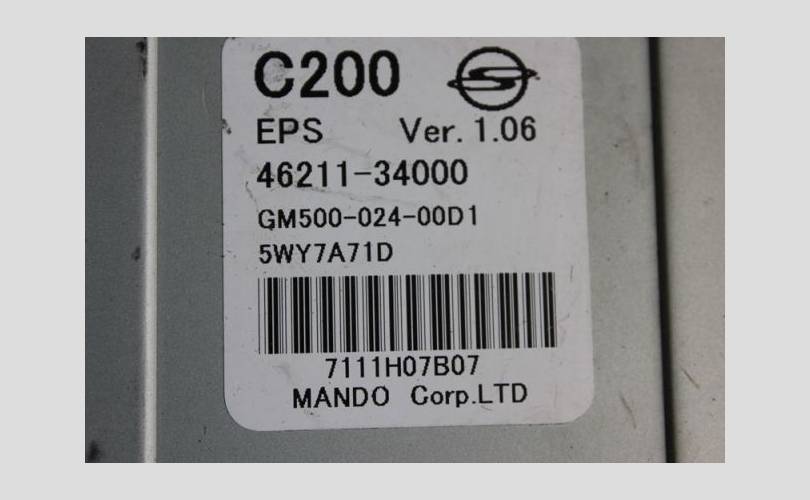 C200
EPS Ver. 1.06
46211-34000
GM500-024-00D1
5WY7A71D
7111H07B07
MANDO Corp.LTD